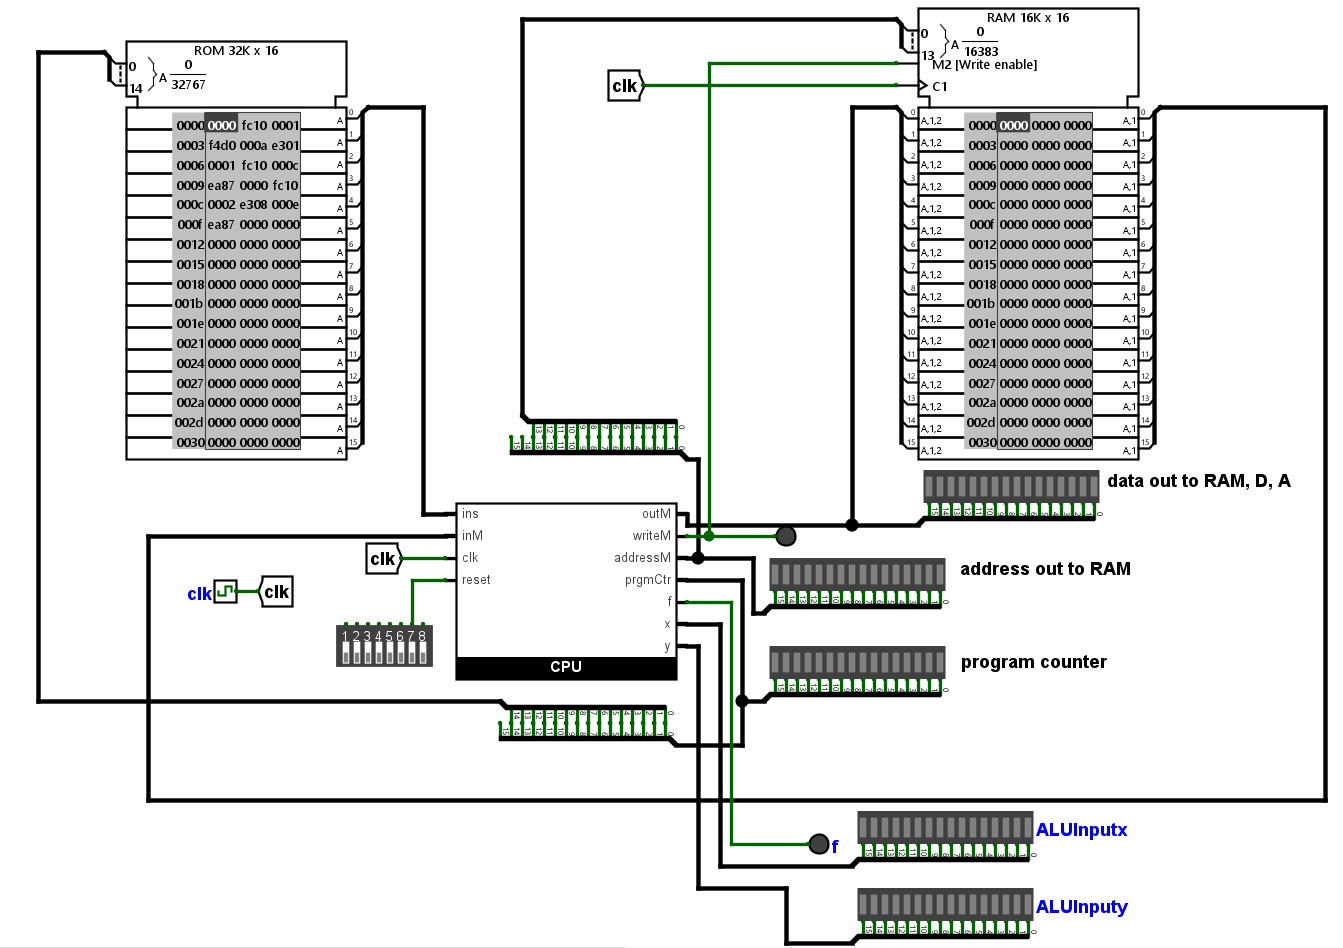 ROM 32K x 16
0
14
A
0
32767
0000 0000 fc10 0001
0003 f4d0 000a e301
0006 0001 fc10 000c
0009 ea87 0000 fc10
000c 0002 e308 000e
000f ea87 0000 0000
0012 0000 0000 0000
0015 0000 0000 0000
0018 0000 0000 0000
001b 0000 0000 0000
001e 0000 0000 0000
0021 0000 0000 0000
0024 0000 0000 0000
0027 0000 0000 0000
002a 0000 0000 0000
002d 0000 0000 0000
0030 0000 0000 0000
RAM 16K x 16
0
13
A
0
16383
M2 [Write enable]
C1
clk
0000 0000 0000 0000
0003 0000 0000 0000
0006 0000 0000 0000
0009 0000 0000 0000
000c 0000 0000 0000
000f 0000 0000 0000
0012 0000 0000 0000
0015 0000 0000 0000
0018 0000 0000 0000
001b 0000 0000 0000
001e 0000 0000 0000
0021 0000 0000 0000
0024 0000 0000 0000
0027 0000 0000 0000
002a 0000 0000 0000
002d 0000 0000 0000
0030 0000 0000 0000
data out to RAM, D, A
ins
inM
clk
reset
outM
writeM
addressM
prgmCtr
f
x
y
CPU
clk
clk
clk
1 2 3 4 5 6 7 8
address out to RAM
program counter
f
ALUInputx
ALUInputy